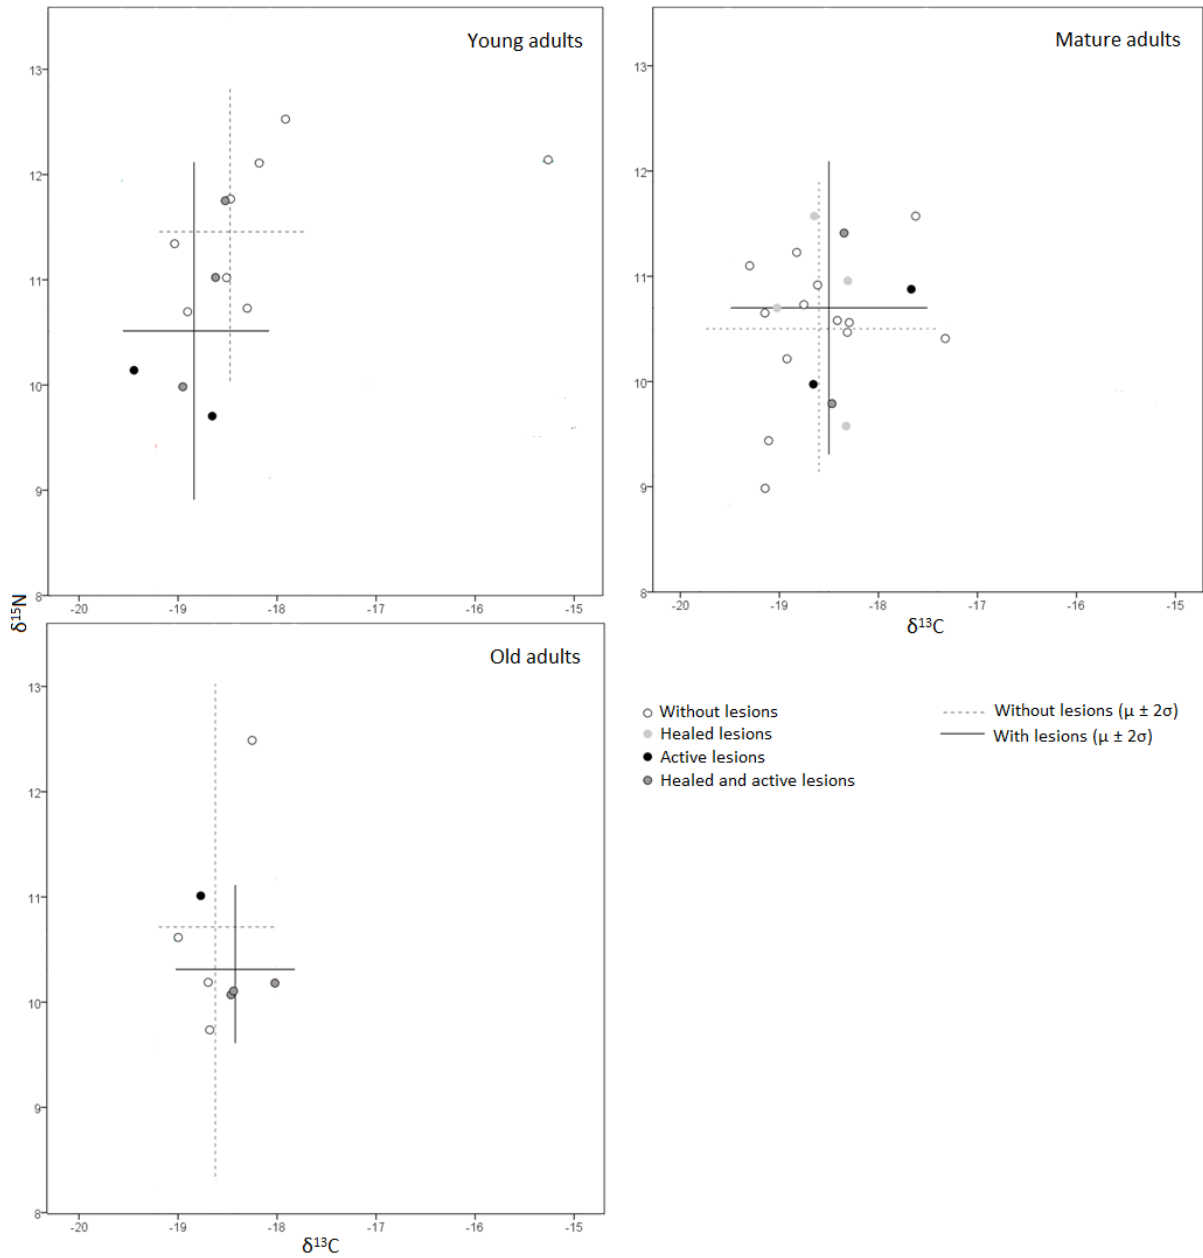 Young adults
13
12
11
10
9
8
-20 -19 -18 -17 -16 -15
δ¹⁵N
Mature adults
13
12
11
10
9
8
-20 -19 -18 -17 -16 -15
δ¹³C
Old adults
13
12
11
10
9
8
-20 -19 -18 -17 -16 -15
δ¹³C
Without lesions
Healed lesions
Active lesions
Healed and active lesions
Without lesions (μ ± 2σ)
With lesions (μ ± 2σ)